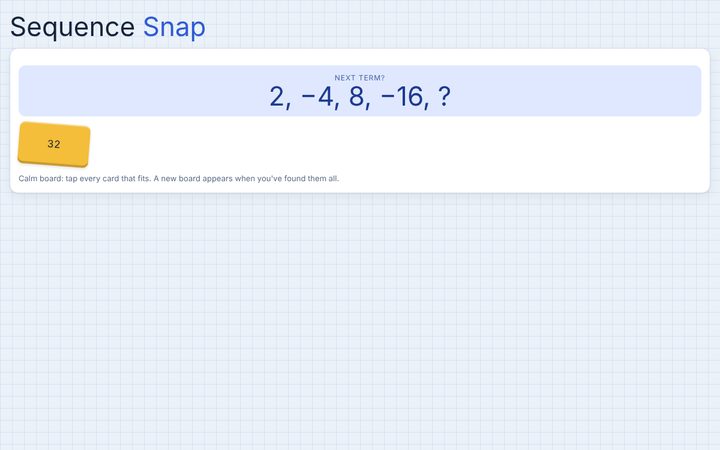 Sequence Snap
NEXT TERM?
2, −4, 8, −16, ?
32
Calm board: tap every card that fits. A new board appears when you've found them all.